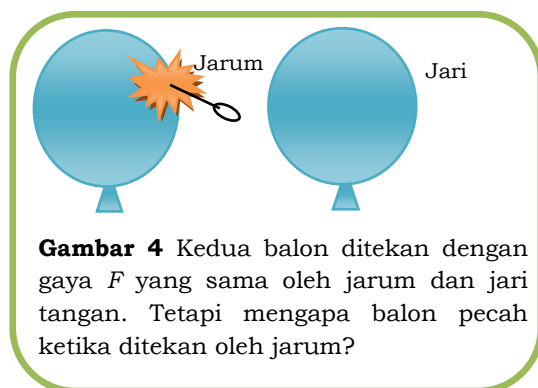 Jarum
Jari
Gambar 4 Kedua balon ditekan dengan
gaya F yang sama oleh jarum dan jari
tangan. Tetapi mengapa balon pecah
ketika ditekan oleh jarum?